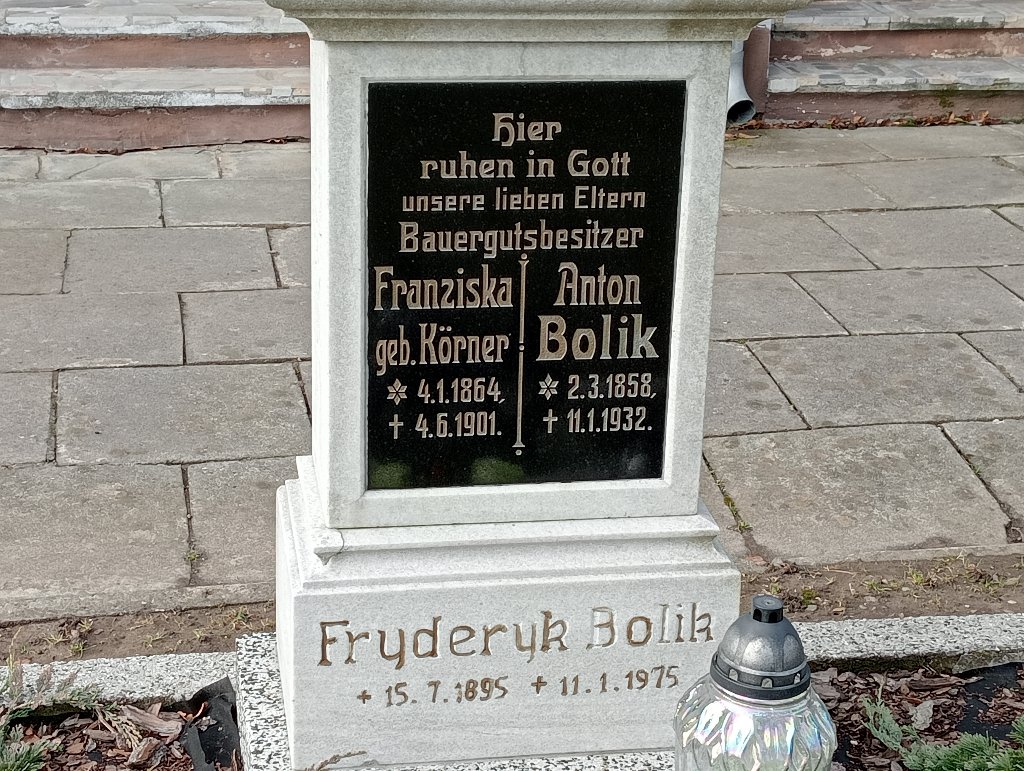 Hier
ruhen in Gott
unsere lieben Eltern
Bauergutsbesitzer
Franziska
geb. Körner
* 4.1.1864,
+ 4.6.1901.
Anton
Bolik
* 2.3.1858,
+ 11.1.1932.
Fryderyk Bolik
+ 15.7.1895 + 11.1.1975